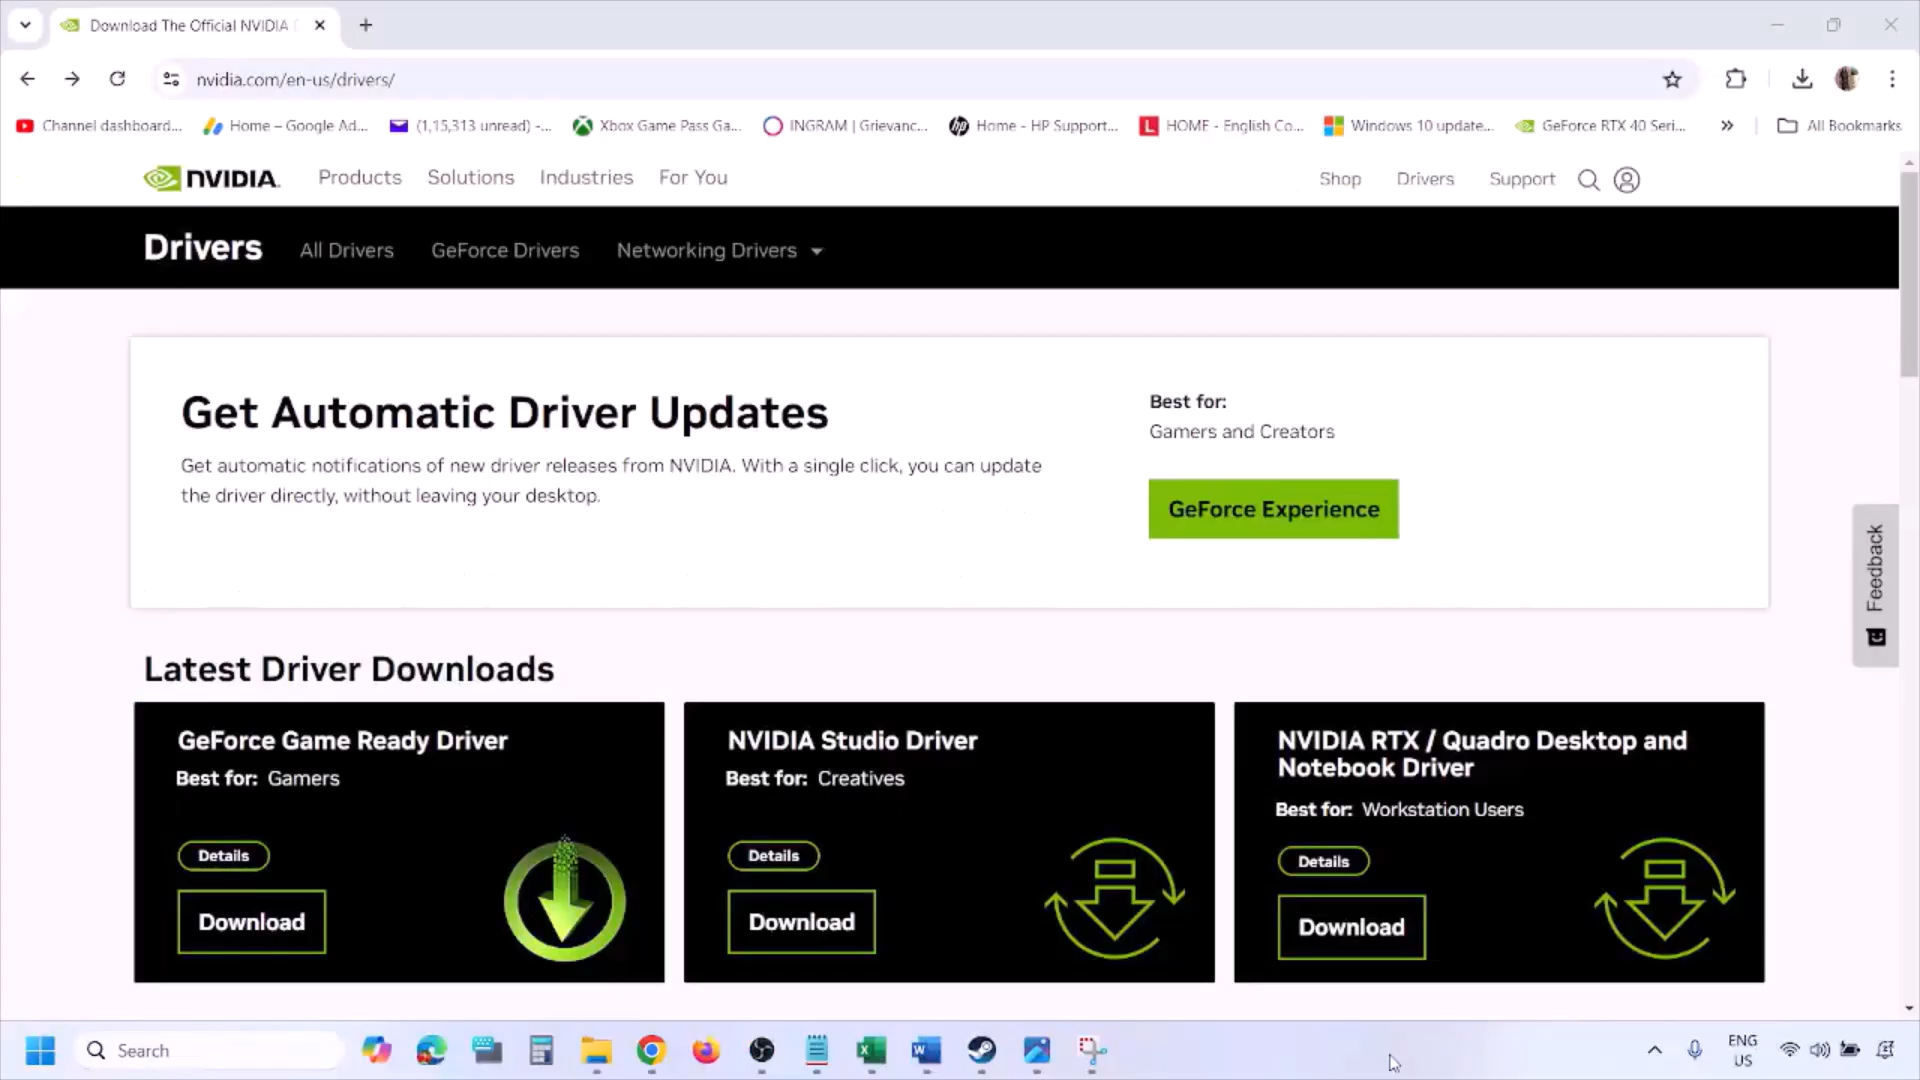 Download The Official NVIDIA
nvidia.com/en-us/drivers/
Channel dashboard...
Home – Google Ad...
(1,15,313 unread) -...
Xbox Game Pass Ga...
INGRAM | Grievanc...
Home - HP Support...
HOME - English Co...
Windows 10 update...
GeForce RTX 40 Seri...
All Bookmarks
NVIDIA.
Products
Solutions
Industries
For You
Shop
Drivers
Support
Drivers
All Drivers
GeForce Drivers
Networking Drivers
Get Automatic Driver Updates
Get automatic notifications of new driver releases from NVIDIA. With a single click, you can update
the driver directly, without leaving your desktop.
Best for:
Gamers and Creators
GeForce Experience
Feedback
Latest Driver Downloads
GeForce Game Ready Driver
Best for: Gamers
Details
Download
NVIDIA Studio Driver
Best for: Creatives
Details
Download
NVIDIA RTX / Quadro Desktop and
Notebook Driver
Best for: Workstation Users
Details
Download
Search
ENG
US